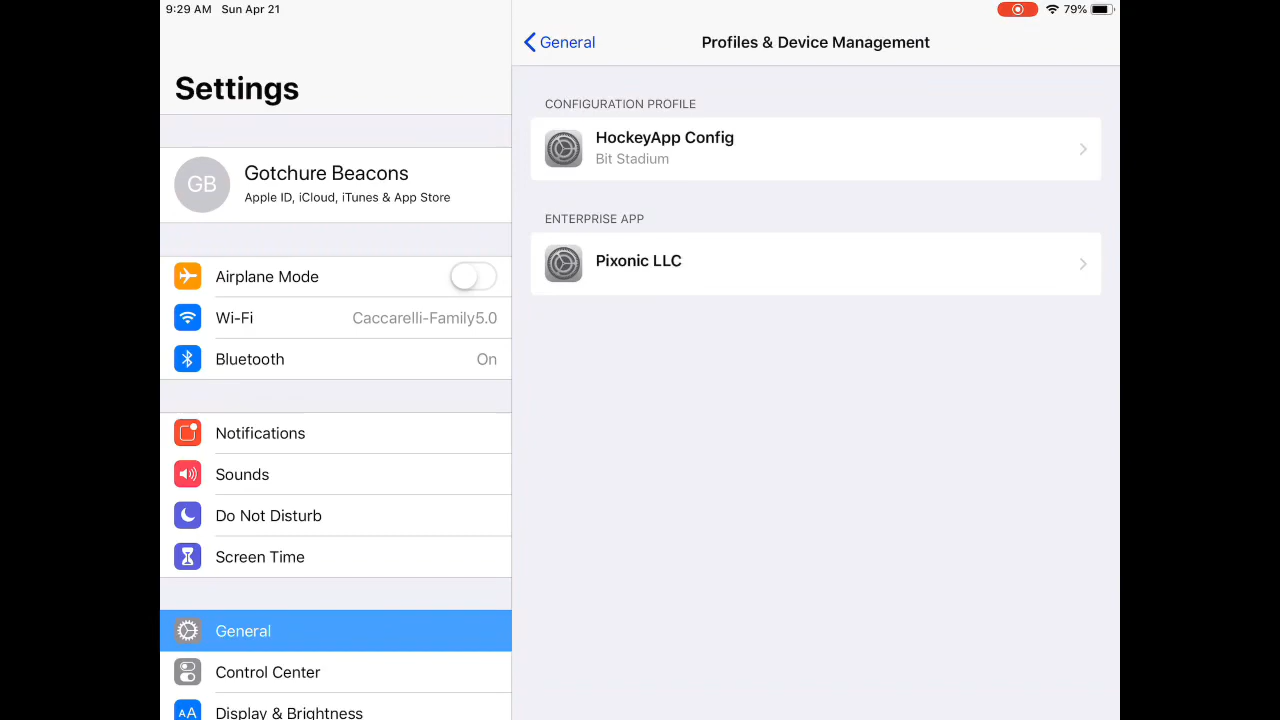 9:29 AM Sun Apr 21
79%
Settings
GB
Gotchure Beacons
Apple ID, iCloud, iTunes & App Store
Airplane Mode
Wi-Fi Caccarelli-Family5.0
Bluetooth On
Notifications
Sounds
Do Not Disturb
Screen Time
General
Control Center
AA Display & Brightness
General Profiles & Device Management
CONFIGURATION PROFILE
HockeyApp Config
Bit Stadium
ENTERPRISE APP
Pixonic LLC